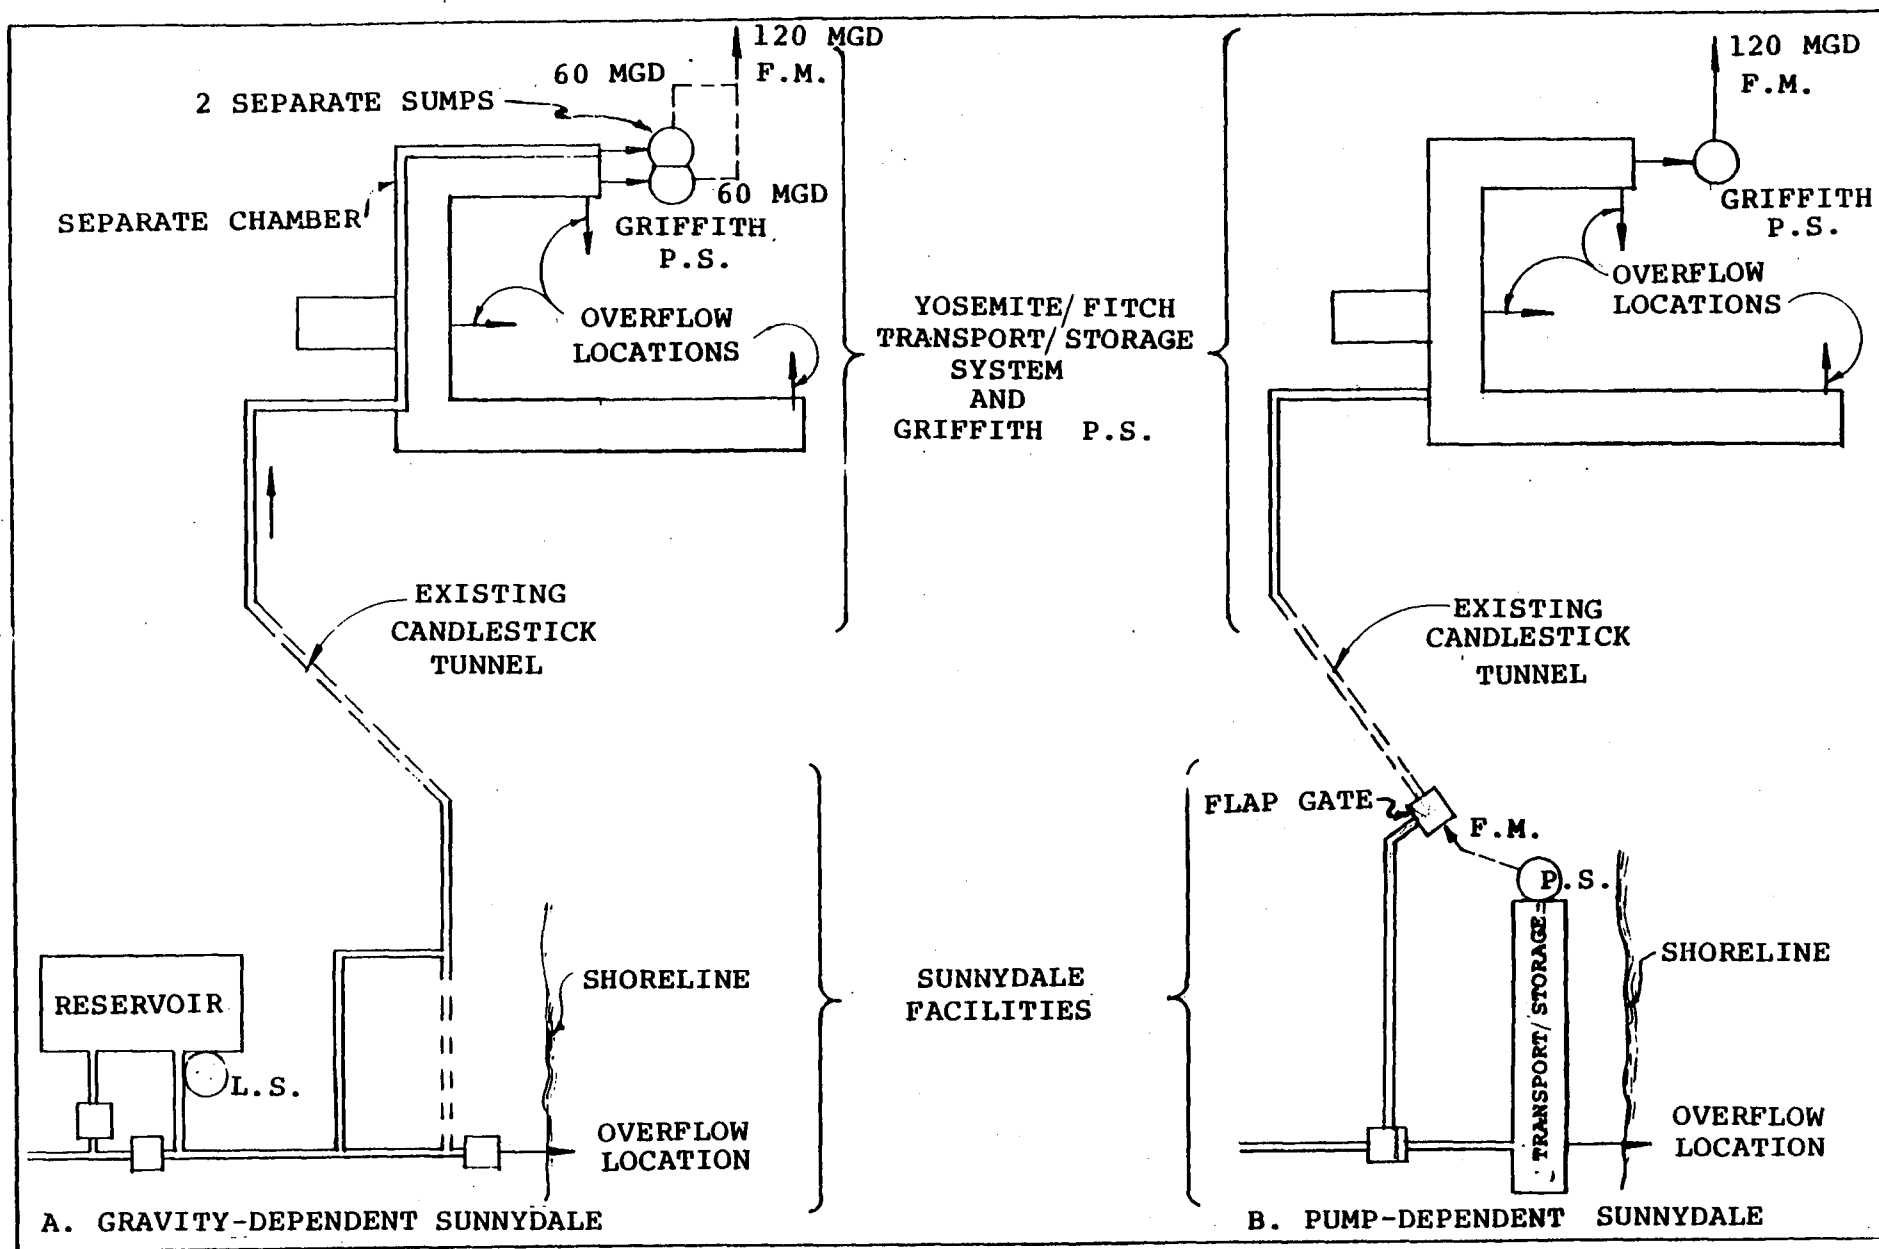 120 MGD
F.M.
60 MGD
2 SEPARATE SUMPS
60 MGD
SEPARATE CHAMBER
GRIFFITH
P.S.
OVERFLOW
LOCATIONS
EXISTING
CANDLESTICK
TUNNEL
RESERVOIR
L.S.
SHORELINE
OVERFLOW
LOCATION
A. GRAVITY-DEPENDENT SUNNYDALE
YOSEMITE/FITCH
TRANSPORT/STORAGE
SYSTEM
AND
GRIFFITH P.S.
SUNNYDALE
FACILITIES
120 MGD
F.M.
GRIFFITH
P.S.
OVERFLOW
LOCATIONS
EXISTING
CANDLESTICK
TUNNEL
FLAP GATE
F.M.
P.S.
TRANSPORT/STORAGE
SHORELINE
OVERFLOW
LOCATION
B. PUMP-DEPENDENT SUNNYDALE